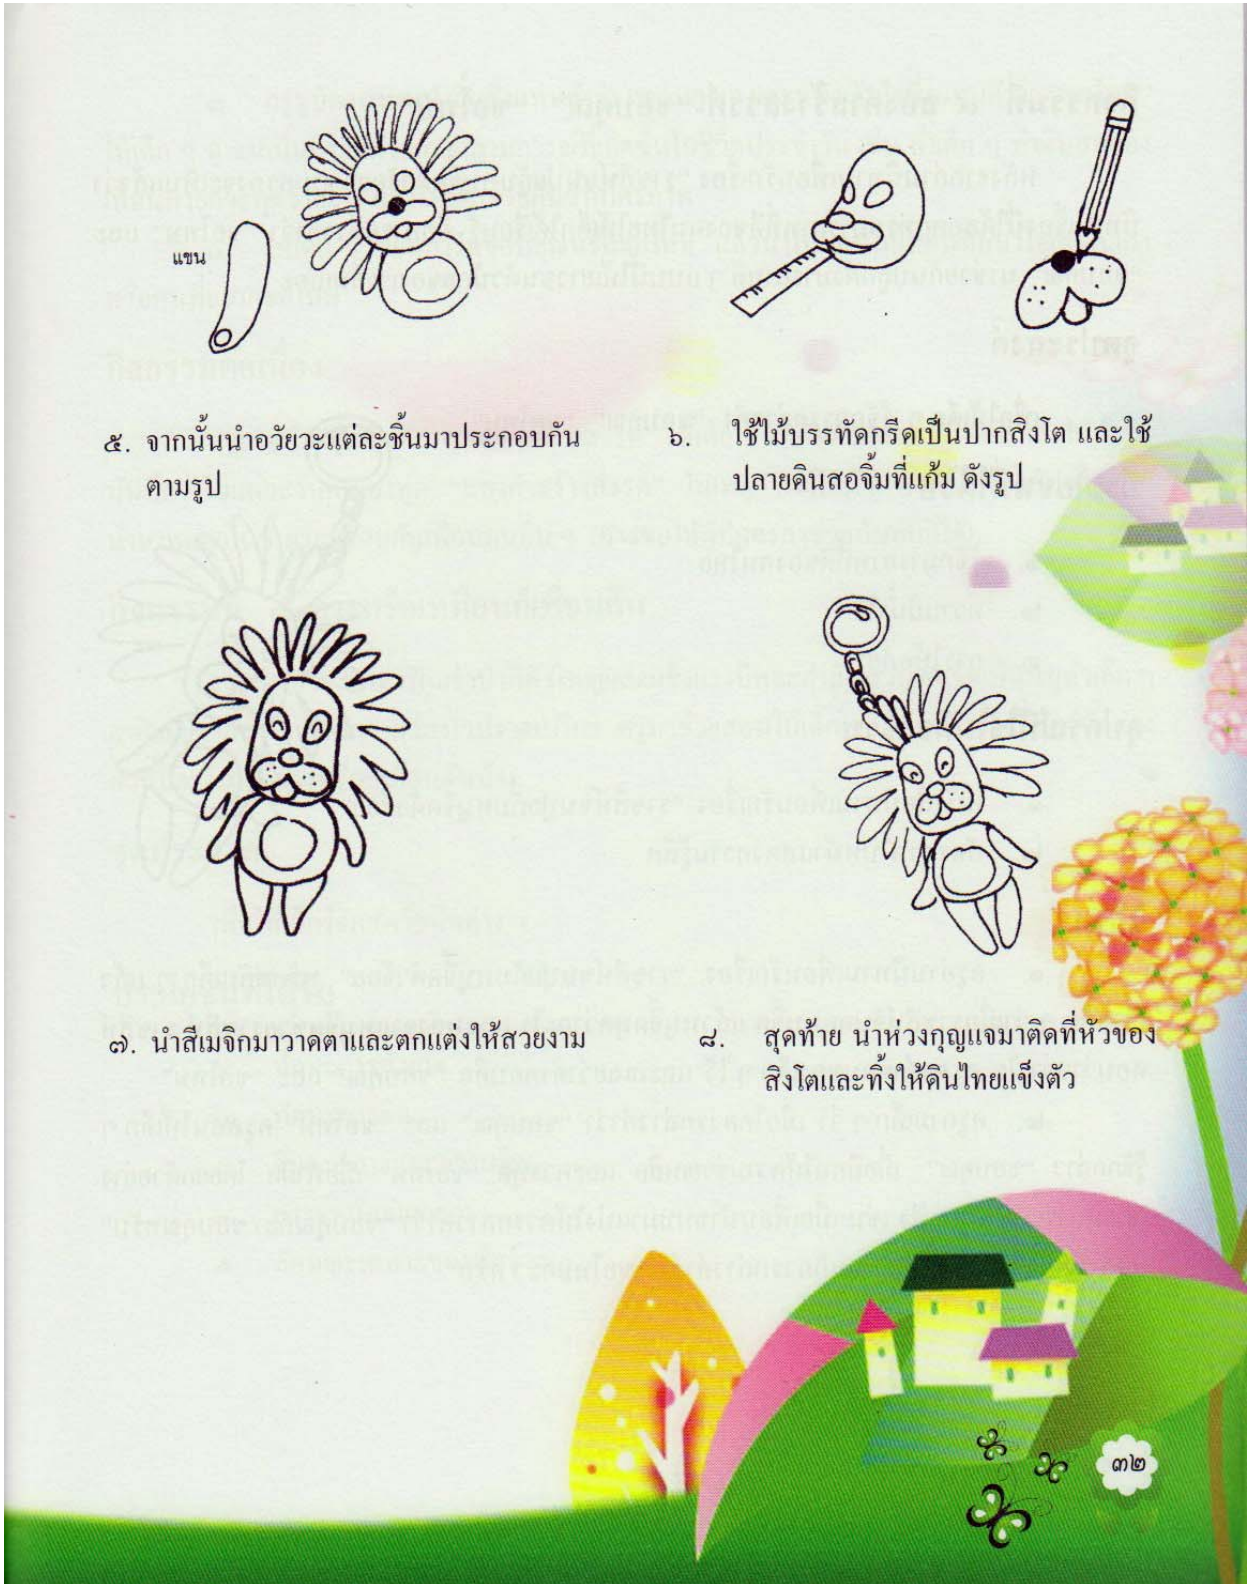 แขน
๕. จากนั้นนำอวัยวะแต่ละชิ้นมาประกอบกัน
ตามรูป
๖. ใช้ไม้บรรทัดกรีดเป็นปากสิงโต และใช้
ปลายดินสอจิ้มที่แก้ม ดังรูป
๗. นำสีเมจิกมาวาดตาและตกแต่งให้สวยงาม
๘. สุดท้าย นำห่วงกุญแจมาติดที่หัวของ
สิงโตและทิ้งให้ดินไทยแข็งตัว
๓๒